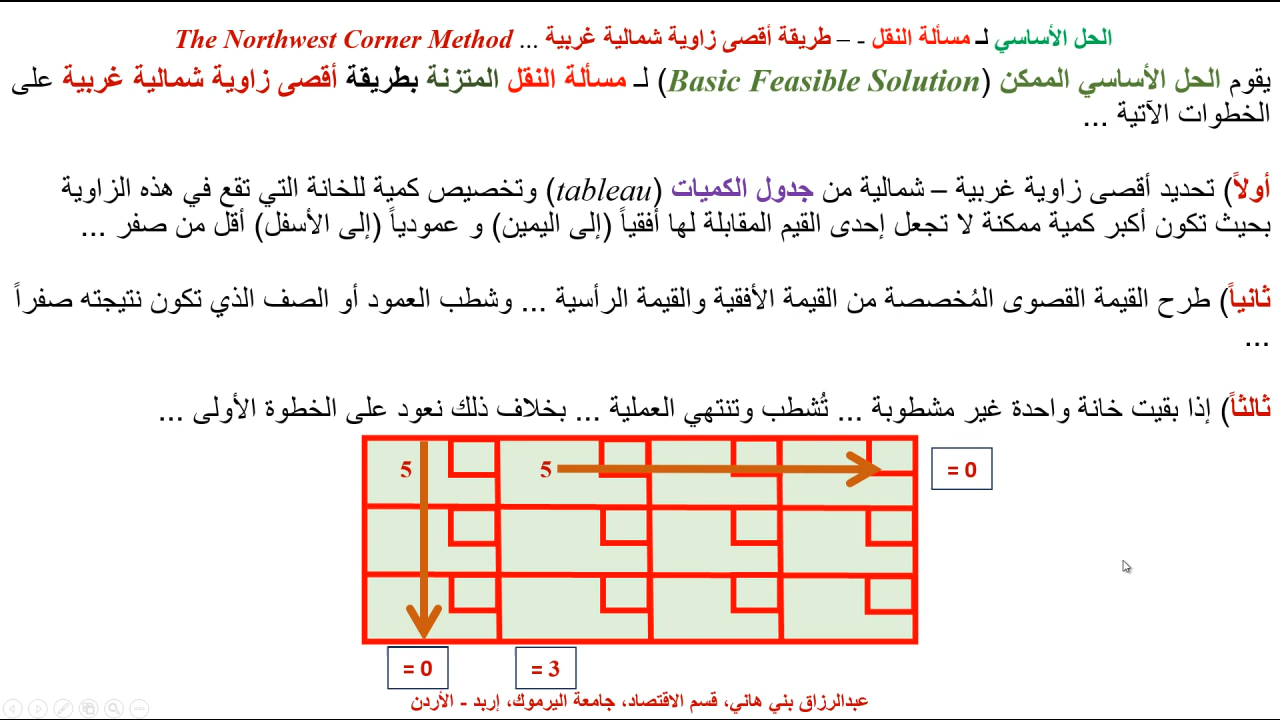 الحل الأساسي لـ مسألة النقل - – طريقة أقصى زاوية شمالية غربية ... The Northwest Corner Method
يقوم الحل الأساسي الممكن (Basic Feasible Solution) لـ مسألة النقل المتزنة بطريقة أقصى زاوية شمالية غربية على
الخطوات الآتية ...
أولاً) تحديد أقصى زاوية غربية – شمالية من جدول الكميات (tableau) وتخصيص كمية للخانة التي تقع في هذه الزاوية
بحيث تكون أكبر كمية ممكنة لا تجعل إحدى القيم المقابلة لها أفقياً (إلى اليمين) و عمودياً (إلى الأسفل) أقل من صفر ...
ثانياً) طرح القيمة القصوى المُخصصة من القيمة الأفقية والقيمة الرأسية ... وشطب العمود أو الصف الذي تكون نتيجته صفراً
...
ثالثاً) إذا بقيت خانة واحدة غير مشطوبة ... تُشطب وتنتهي العملية ... بخلاف ذلك نعود على الخطوة الأولى ...
5 5 = 0
= 0 = 3
عبدالرزاق بني هاني، قسم الاقتصاد، جامعة اليرموك، إربد - الأردن